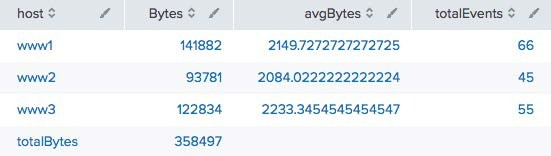 host Bytes avgBytes totalEvents
www1 141882 2149.7272727272725 66
www2 93781 2084.0222222222224 45
www3 122834 2233.3454545454547 55
totalBytes 358497